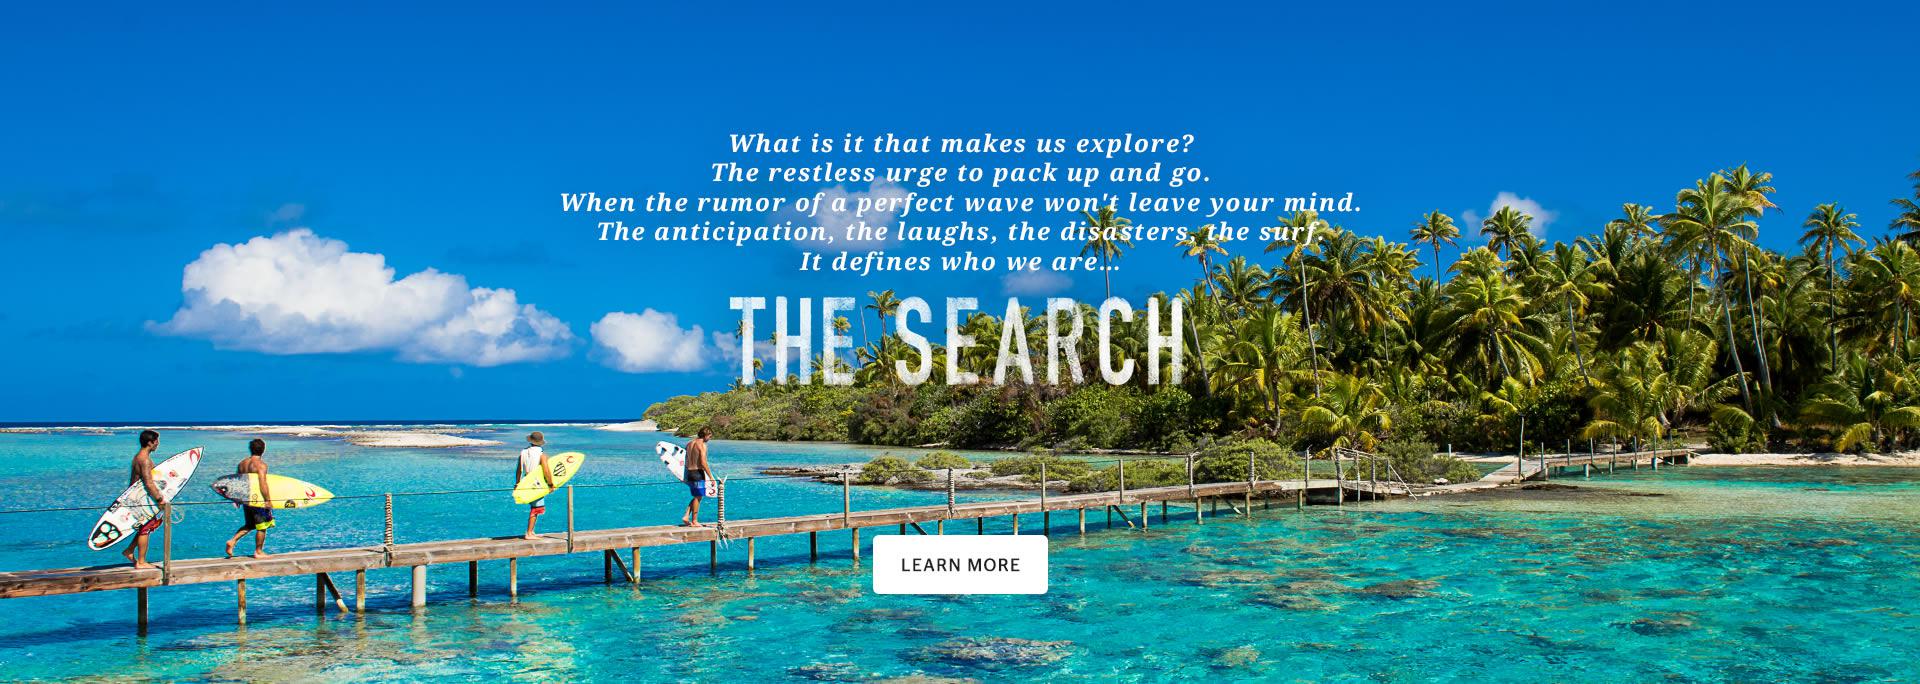 What is it that makes us explore?
The restless urge to pack up and go.
When the rumor of a perfect wave won't leave your mind.
The anticipation, the laughs, the disasters, the surf
It defines who we are...
THE SEARCH
LEARN MORE